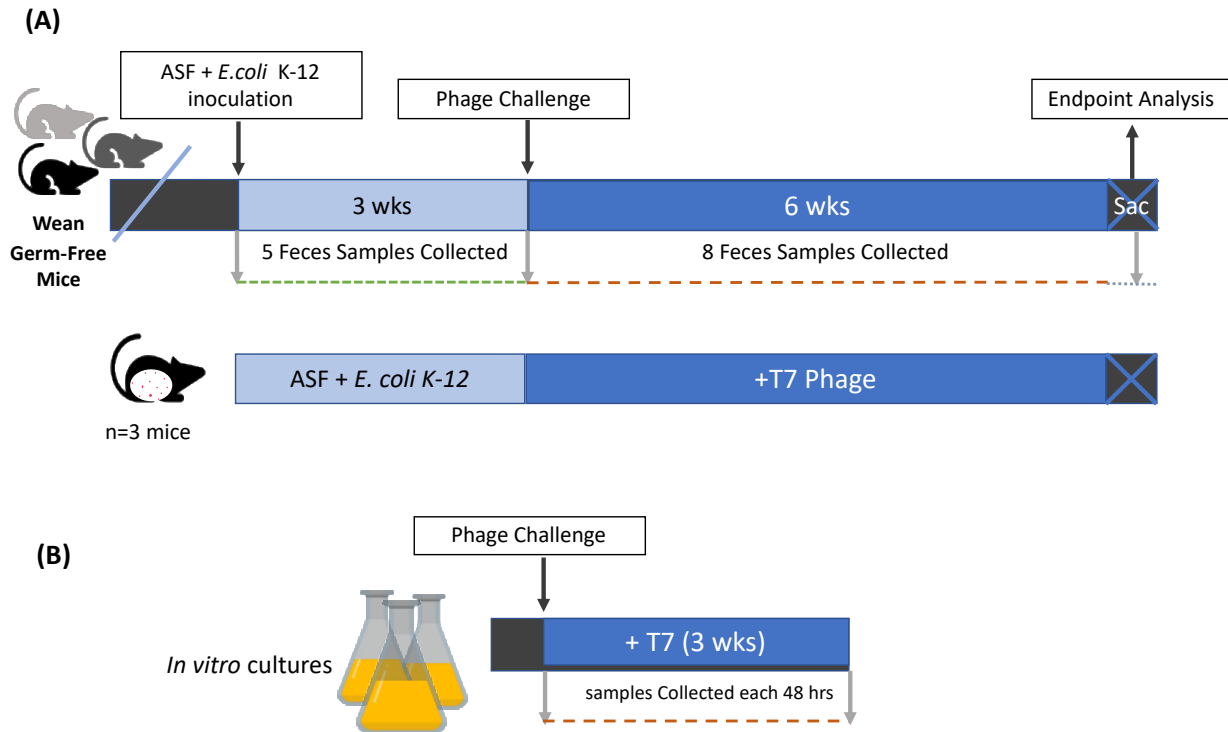 (A)
ASF + E.coli K-12
inoculation
Phage Challenge
Endpoint Analysis
3 wks
6 wks
Sac
Wean
Germ-Free
Mice
5 Feces Samples Collected
8 Feces Samples Collected
ASF + E. coli K-12
+T7 Phage
n=3 mice
(B)
Phage Challenge
In vitro cultures
+ T7 (3 wks)
samples Collected each 48 hrs